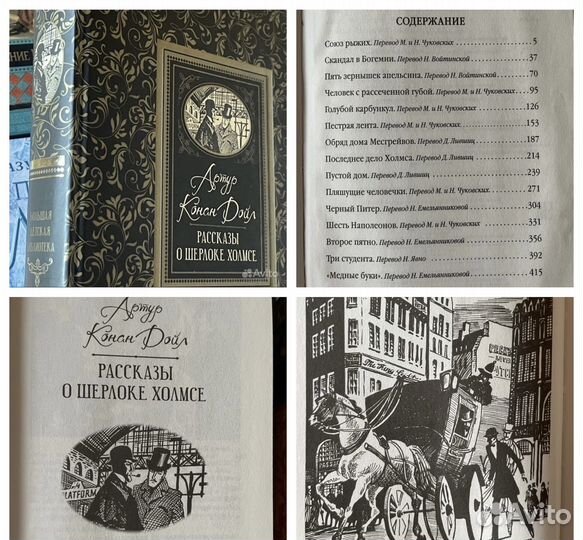 БОЛЬШАЯ
ДЕТСКАЯ
БИБЛИОТЕКА
Артур
Конан Дойл
РАССКАЗЫ
О ШЕРЛОКЕ ХОЛМСЕ
Avito
СОДЕРЖАНИЕ
Союз рыжих. Перевод М. и Н. Чуковских 5
Скандал в Богемии. Перевод Н. Войтинской 37
Пять зернышек апельсина. Перевод Н. Войтинской 70
Человек с рассеченной губой. Перевод М. и Н. Чуковских 95
Голубой карбункул. Перевод М. и Н. Чуковских 126
Пестрая лента. Перевод М. и Н. Чуковских 153
Обряд дома Месгрейвов. Перевод Д. Лившиц 187
Последнее дело Холмса. Перевод Д. Лившиц 214
Пустой дом. Перевод Д. Лившиц 239
Пляшущие человечки. Перевод М. и Н. Чуковских 271
Черный Питер. Перевод Н. Емельянниковой 304
Шесть Наполеонов. Перевод М. и Н. Чуковских 331
Второе пятно. Перевод Н. Емельянниковой 356
Три студента. Перевод Н. Явно 392
«Медные буки». Перевод Н. Емельянниковой 415
Артур
Конан Дойл
РАССКАЗЫ
О ШЕРЛОКЕ ХОЛМСЕ
PLATFORM
Avito